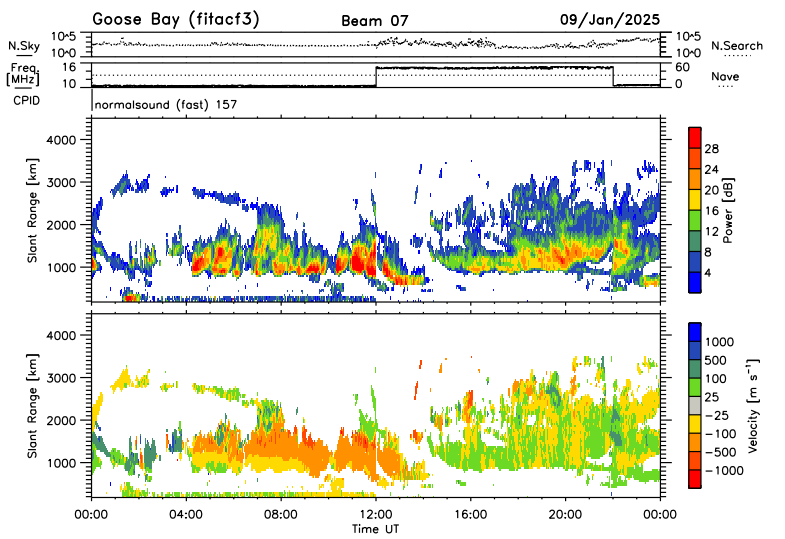 Goose Bay (fitacf3) Beam 07 09/Jan/2025
N.Sky 10^5 10^0 10^5 10^0 N.Search
Freq. [MHz] 16 10 60 0 Nave
CPID normalsound (fast) 157
Slant Range [km] 4000 3000 2000 1000
28 24 20 16 12 8 4 Power [dB]
Slant Range [km] 4000 3000 2000 1000
1000 500 100 25 −25 −100 −500 −1000 Velocity [m s⁻¹]
00:00 04:00 08:00 12:00 16:00 20:00 00:00
Time UT